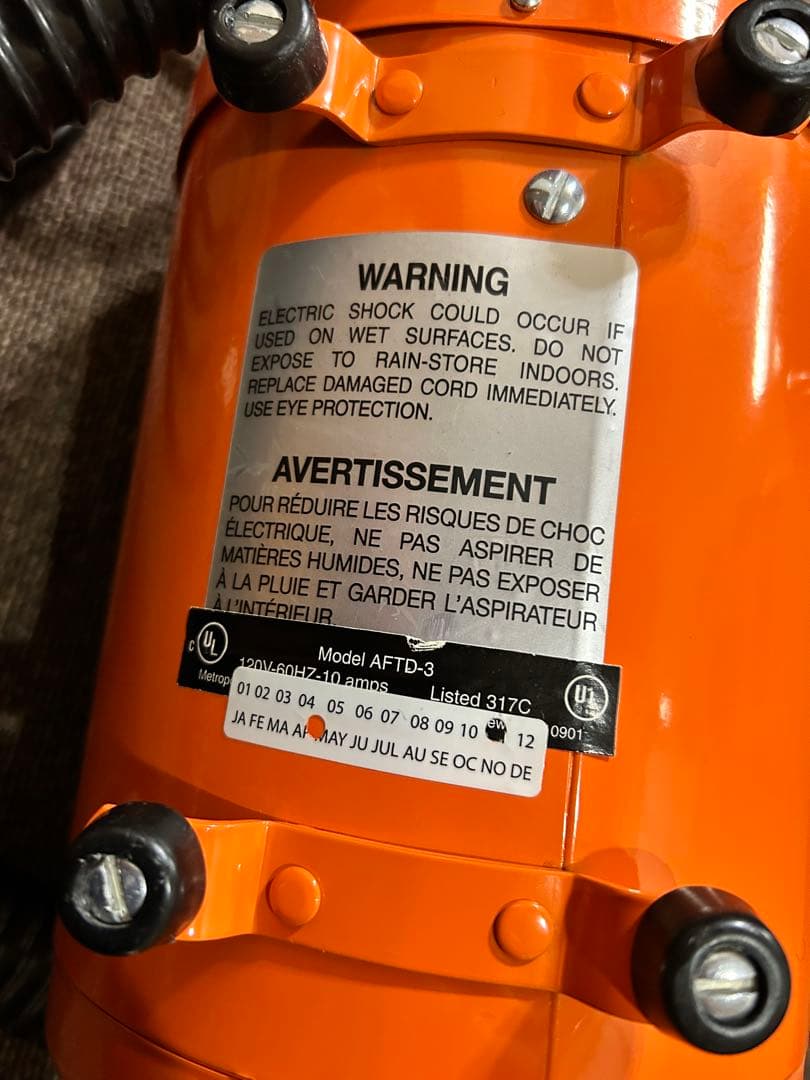 WARNING
ELECTRIC SHOCK COULD OCCUR IF
USED ON WET SURFACES. DO NOT
EXPOSE TO RAIN-STORE INDOORS.
REPLACE DAMAGED CORD IMMEDIATELY.
USE EYE PROTECTION.
AVERTISSEMENT
POUR RÉDUIRE LES RISQUES DE CHOC
ÉLECTRIQUE, NE PAS ASPIRER DE
MATIÈRES HUMIDES, NE PAS EXPOSER
À LA PLUIE ET GARDER L'ASPIRATEUR
À L'INTÉRIEUR.
C UL Model AFTD-3 UL
120V-60HZ-10 amps Listed 317C
0901
01 02 03 04 05 06 07 08 09 10 12
JA FE MA MAY JU JUL AU SE OC NO DE